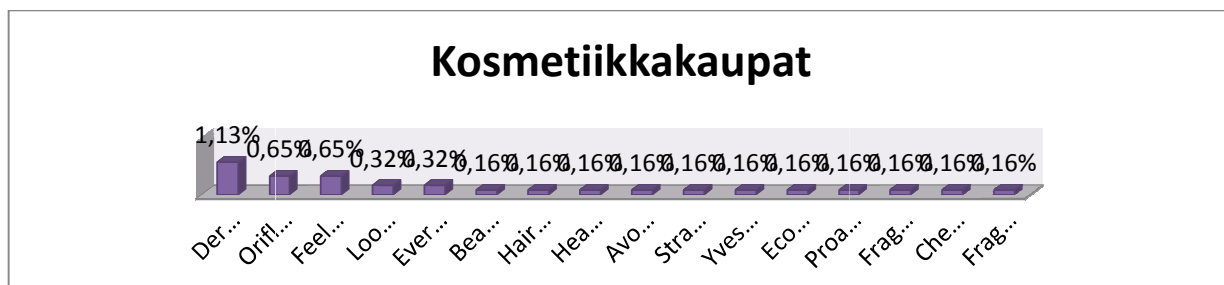 Kosmetiikkakaupat
1,13% 0,65% 0,65% 0,32% 0,32% 0,16% 0,16% 0,16% 0,16% 0,16% 0,16% 0,16% 0,16% 0,16% 0,16% 0,16%
Der... Orifl... Feel... Loo... Ever... Bea... Hair... Hea... Avo... Stra... Yves... Eco... Proa... Frag... Che... Frag...